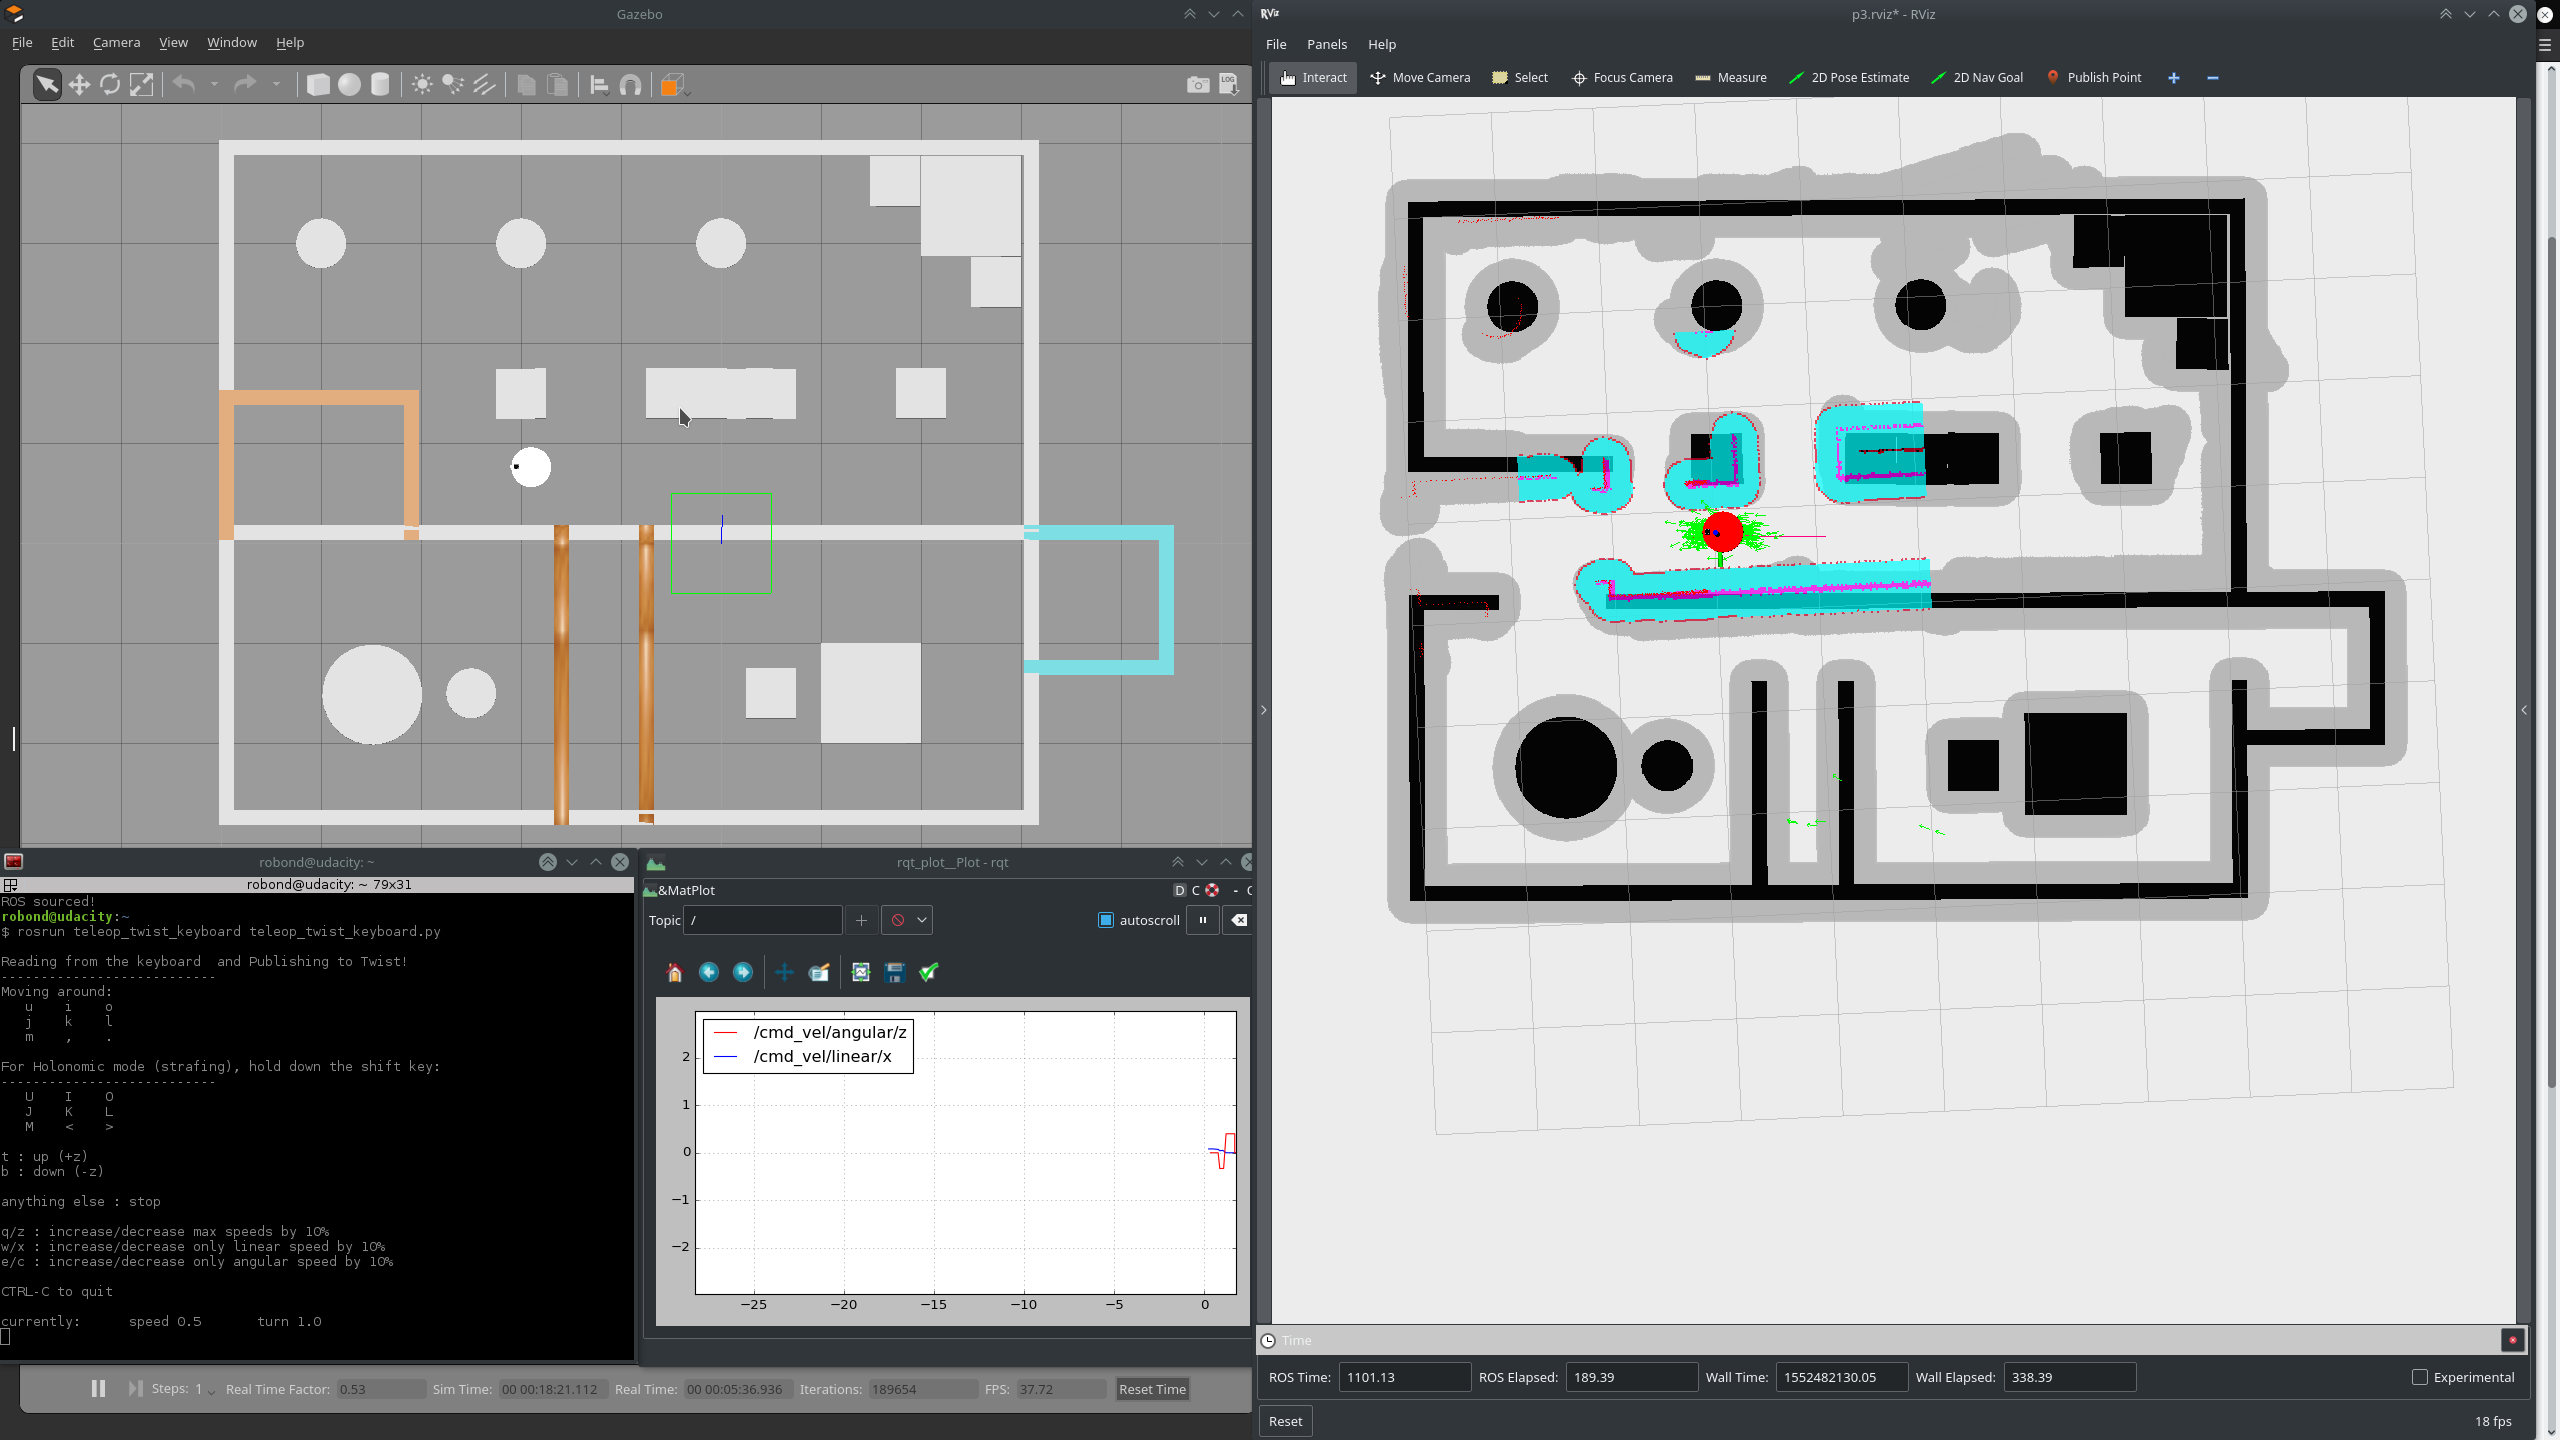 Gazebo
File Edit Camera View Window Help
LOG
robond@udacity: ~
robond@udacity: ~ 79x31
ROS sourced!
robond@udacity:~
$ rosrun teleop_twist_keyboard teleop_twist_keyboard.py
Reading from the keyboard  and Publishing to Twist!
---------------------------
Moving around:
   u    i    o
   j    k    l
   m    ,    .
For Holonomic mode (strafing), hold down the shift key:
---------------------------
   U    I    O
   J    K    L
   M    <    >
t : up (+z)
b : down (-z)
anything else : stop
q/z : increase/decrease max speeds by 10%
w/x : increase/decrease only linear speed by 10%
e/c : increase/decrease only angular speed by 10%
CTRL-C to quit
currently:      speed 0.5       turn 1.0
rqt_plot__Plot - rqt
&MatPlot D C - 
Topic / autoscroll
/cmd_vel/angular/z
/cmd_vel/linear/x
2
1
0
−1
−2
−25 −20 −15 −10 −5 0
Steps: 1 Real Time Factor: 0.53 Sim Time: 00 00:18:21.112 Real Time: 00 00:05:36.936 Iterations: 189654 FPS: 37.72 Reset Time
RViz
p3.rviz* - RViz
File Panels Help
Interact Move Camera Select Focus Camera Measure 2D Pose Estimate 2D Nav Goal Publish Point
Time
ROS Time: 1101.13 ROS Elapsed: 189.39 Wall Time: 1552482130.05 Wall Elapsed: 338.39 Experimental
Reset 18 fps